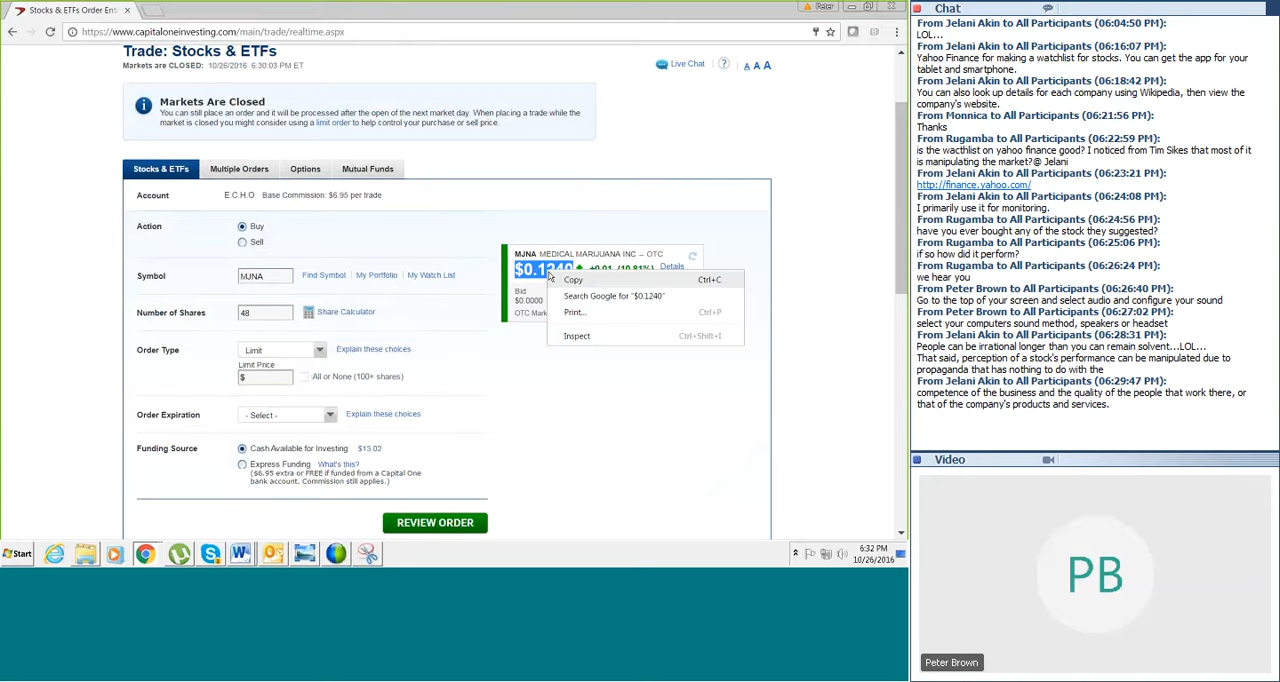 Stocks & ETFs Order Ent
Peter
https://www.capitaloneinvesting.com/main/trade/realtime.aspx
Trade: Stocks & ETFs
Markets are CLOSED: 10/26/2016 6:30:03 PM ET
Live Chat
?
A A A
Markets Are Closed
You can still place an order and it will be processed after the open of the next market day. When placing a trade while the
market is closed you might consider using a limit order to help control your purchase or sell price.
Stocks & ETFs
Multiple Orders
Options
Mutual Funds
Account
E.C.H.O Base Commission: $6.95 per trade
Action
Buy
Sell
Symbol
MJNA
Find Symbol
My Portfolio
My Watch List
Number of Shares
48
Share Calculator
Order Type
Limit
Explain these choices
Limit Price
$
All or None (100+ shares)
Order Expiration
- Select -
Explain these choices
Funding Source
Cash Available for Investing $13.02
Express Funding What's this?
($6.95 extra or FREE if funded from a Capital One
bank account. Commission still applies.)
REVIEW ORDER
MJNA MEDICAL MARIJUANA INC -- OTC
$0.1240 +0.01 (10.81%) Details
Bid
$0.0000
OTC Mark
Copy Ctrl+C
Search Google for "$0.1240"
Print... Ctrl+P
Inspect Ctrl+Shift+I
Start
6:32 PM
10/26/2016
Chat
From Jelani Akin to All Participants (06:04:50 PM):
LOL...
From Jelani Akin to All Participants (06:16:07 PM):
Yahoo Finance for making a watchlist for stocks. You can get the app for your
tablet and smartphone.
From Jelani Akin to All Participants (06:18:42 PM):
You can also look up details for each company using Wikipedia, then view the
company's website.
From Monnica to All Participants (06:21:56 PM):
Thanks
From Rugamba to All Participants (06:22:59 PM):
is the wacthlist on yahoo finance good? I noticed from Tim Sikes that most of it
is manipulating the market?@ Jelani
From Jelani Akin to All Participants (06:23:21 PM):
http://finance.yahoo.com/
From Jelani Akin to All Participants (06:24:08 PM):
I primarily use it for monitoring.
From Rugamba to All Participants (06:24:56 PM):
have you ever bought any of the stock they suggested?
From Rugamba to All Participants (06:25:06 PM):
if so how did it perform?
From Rugamba to All Participants (06:26:24 PM):
we hear you
From Peter Brown to All Participants (06:26:40 PM):
Go to the top of your screen and select audio and configure your sound
From Peter Brown to All Participants (06:27:02 PM):
select your computers sound method, speakers or headset
From Jelani Akin to All Participants (06:28:31 PM):
People can be irrational longer than you can remain solvent...LOL...
That said, perception of a stock's performance can be manipulated due to
propaganda that has nothing to do with the
From Jelani Akin to All Participants (06:29:47 PM):
competence of the business and the quality of the people that work there, or
that of the company's products and services.
Video
PB
Peter Brown